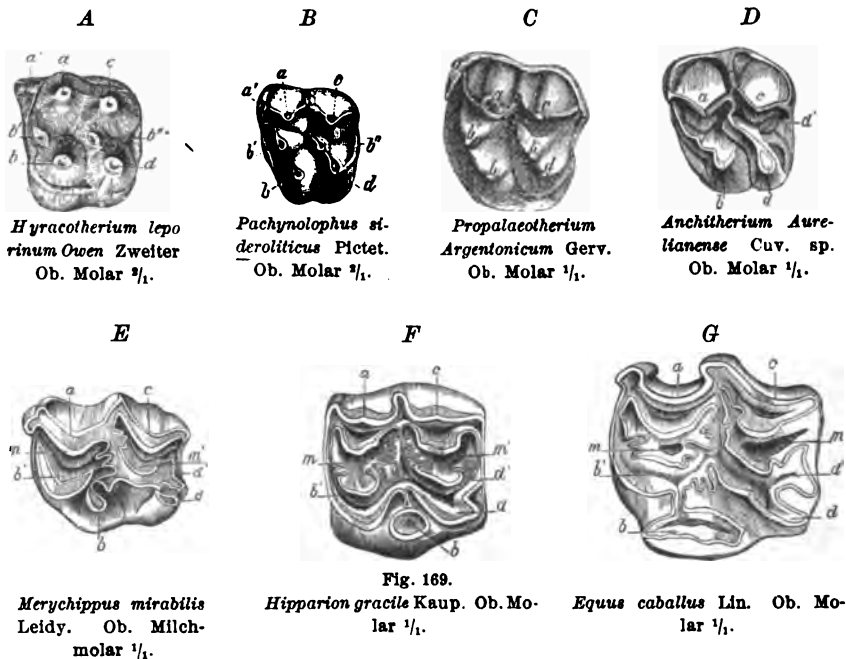 A B C D
a' a c
b' b''
b d
a c
a' g
b' b''
b d
a c
b' b'
b d
a c
d'
b d
Hyracotherium lepo
rinum Owen Zweiter
Ob. Molar ²/₁.
Pachynolophus si-
deroliticus Pictet.
Ob. Molar ²/₁.
Propalaeotherium
Argentonicum Gerv.
Ob. Molar ¹/₁.
Anchitherium Aure-
lianense Cuv. sp.
Ob. Molar ¹/₁.
E F G
a c
m m'
b' d'
d
b
a c
m m'
b' d'
d
b
a c
m m
b' d'
b d
Merychippus mirabilis
Leidy. Ob. Milch-
molar ¹/₁.
Fig. 169.
Hipparion gracile Kaup. Ob. Mo-
lar ¹/₁.
Equus caballus Lin. Ob. Mo-
lar ¹/₁.